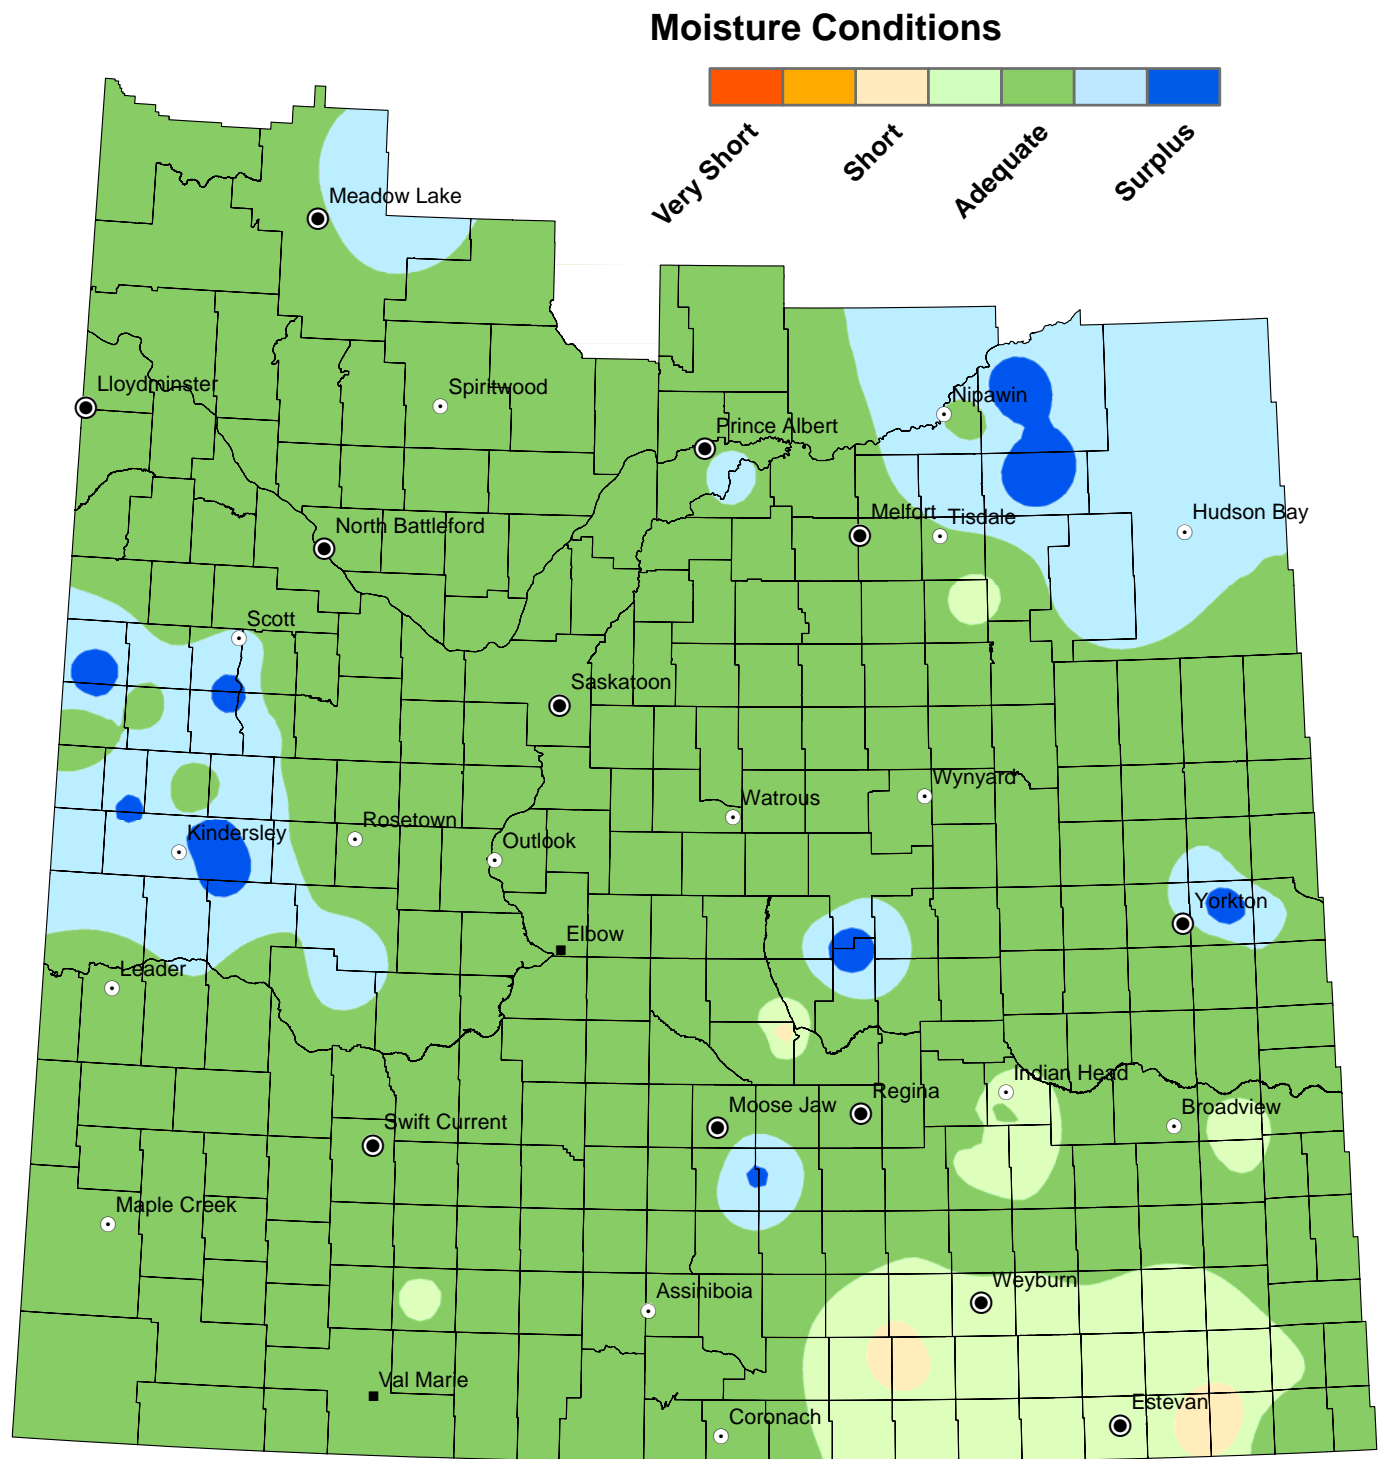 Moisture Conditions
Very Short
Short
Adequate
Surplus
Meadow Lake
Lloydminster
Spiritwood
Nipawin
Prince Albert
Melfort
Tisdale
Hudson Bay
North Battleford
Scott
Saskatoon
Wynyard
Watrous
Rosetown
Kindersley
Outlook
Yorkton
Elbow
Leader
Indian Head
Regina
Moose Jaw
Broadview
Swift Current
Maple Creek
Weyburn
Assiniboia
Val Marie
Estevan
Coronach